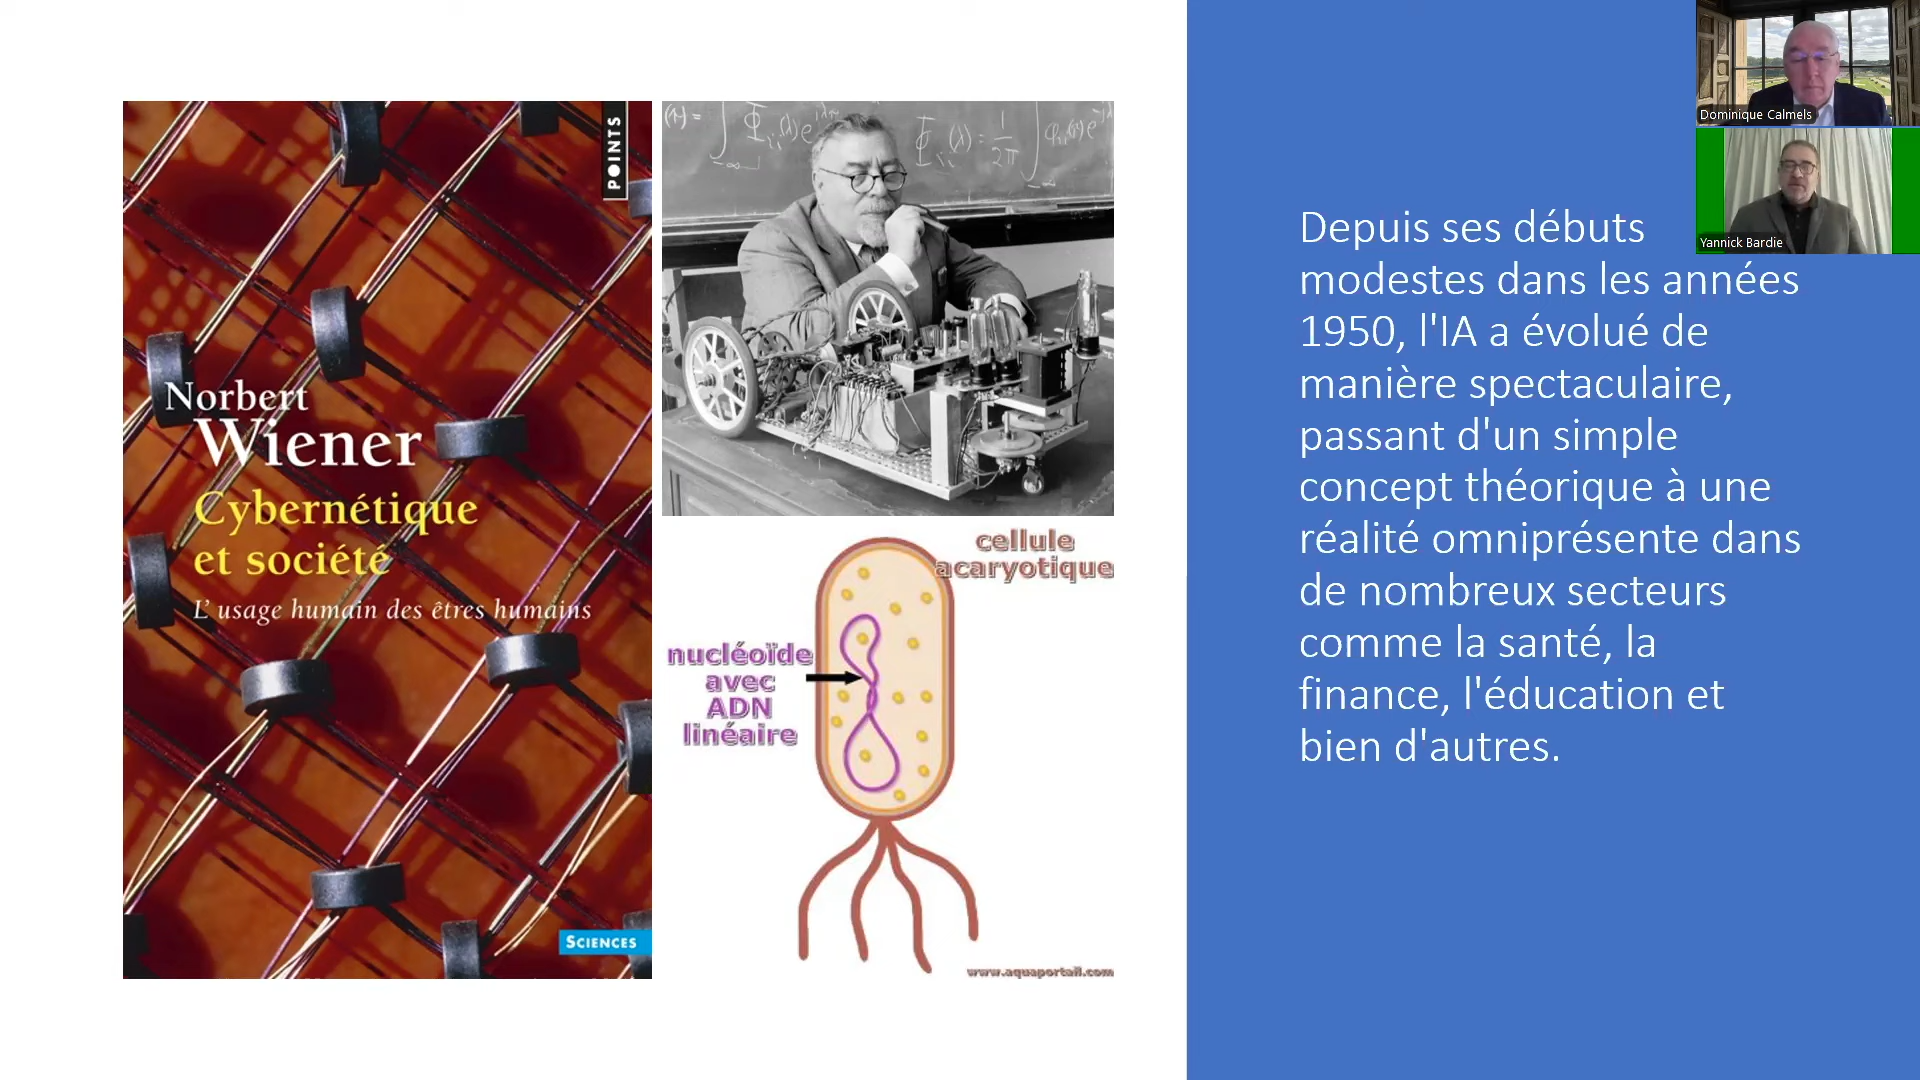 POINTS
Norbert
Wiener
Cybernétique
et société
L'usage humain des êtres humains
SCIENCES
cellule
acaryotique
nucléoïde
avec
ADN
linéaire
www.aquaportail.com
Depuis ses débuts
modestes dans les années
1950, l'IA a évolué de
manière spectaculaire,
passant d'un simple
concept théorique à une
réalité omniprésente dans
de nombreux secteurs
comme la santé, la
finance, l'éducation et
bien d'autres.
Dominique Calmels
Yannick Bardie